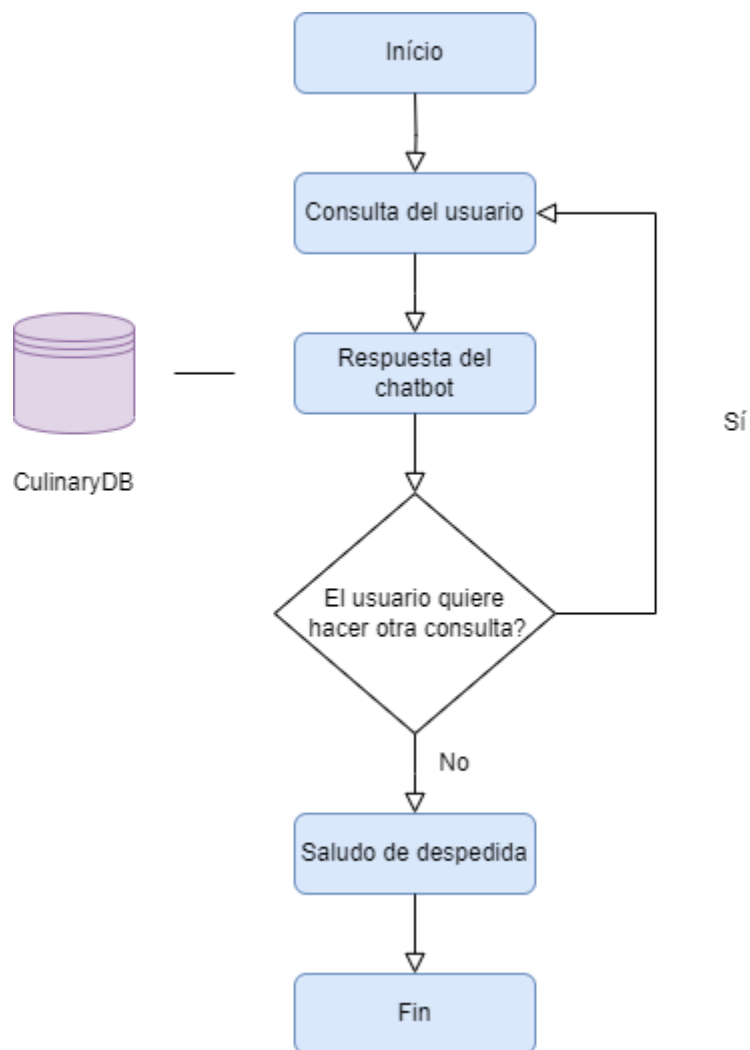 Início
Consulta del usuario
Respuesta del
chatbot
Sí
CulinaryDB
El usuario quiere
hacer otra consulta?
No
Saludo de despedida
Fin